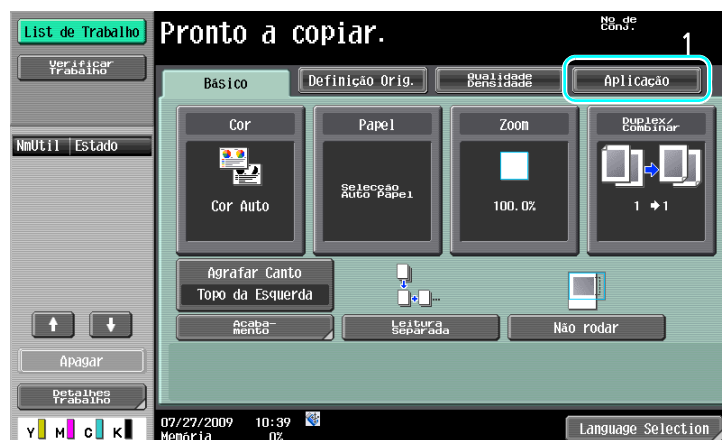 List de Trabalho
Verificar
Trabalho
NmUtil Estado
Apagar
Detalhes
Trabalho
Y M C K
Pronto a copiar.
No de
Conj.
1
Básico
Definição Orig.
Qualidade
Densidade
Aplicação
Cor
Cor Auto
Papel
Selecção
Auto Papel
Zoom
100.0%
Duplex/
Combinar
1 → 1
Agrafar Canto
Topo da Esquerda
Acaba-
mento
Leitura
Separada
Não rodar
07/27/2009 10:39
Memória 0%
Language Selection